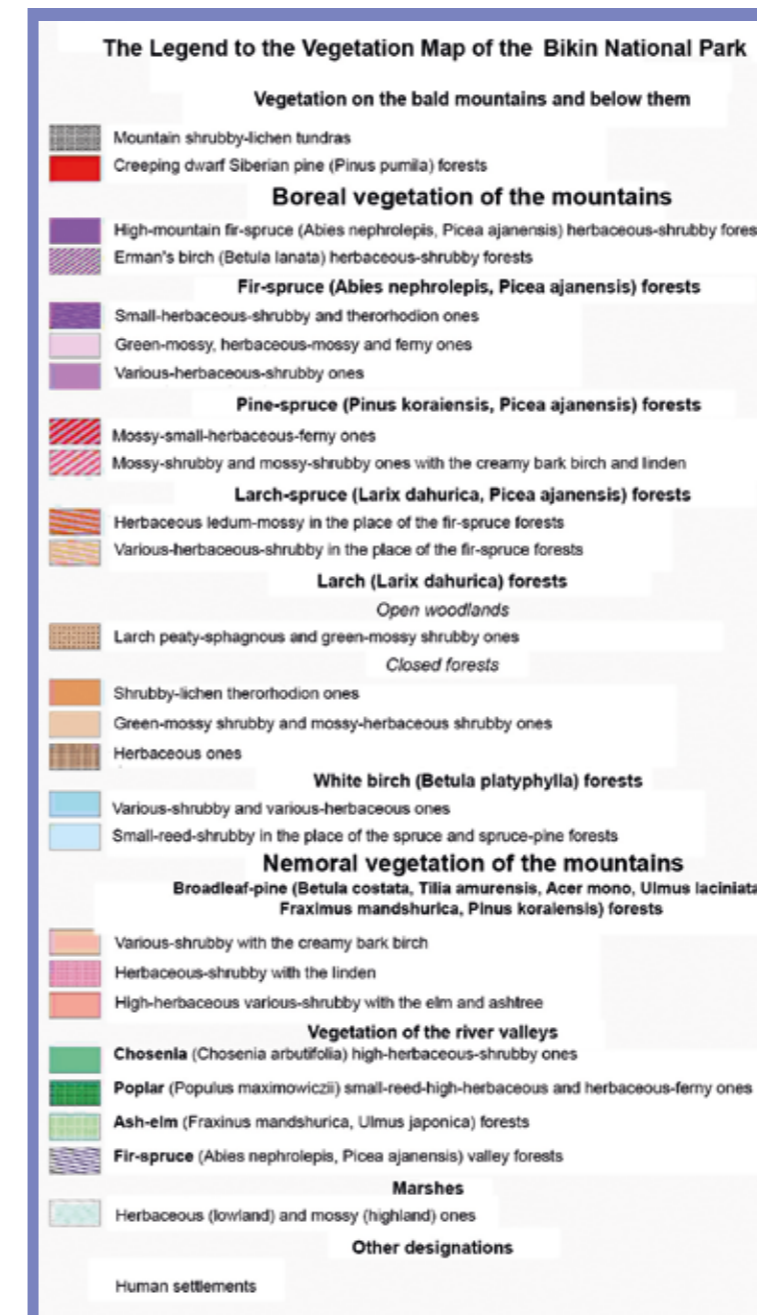 The Legend to the Vegetation Map of the Bikin National Park
Vegetation on the bald mountains and below them
Mountain shrubby-lichen tundras
Creeping dwarf Siberian pine (Pinus pumila) forests
Boreal vegetation of the mountains
High-mountain fir-spruce (Abies nephrolepis, Picea ajanensis) herbaceous-shrubby fores
Erman's birch (Betula lanata) herbaceous-shrubby forests
Fir-spruce (Abies nephrolepis, Picea ajanensis) forests
Small-herbaceous-shrubby and therorhodion ones
Green-mossy, herbaceous-mossy and ferny ones
Various-herbaceous-shrubby ones
Pine-spruce (Pinus koraiensis, Picea ajanensis) forests
Mossy-small-herbaceous-ferny ones
Mossy-shrubby and mossy-shrubby ones with the creamy bark birch and linden
Larch-spruce (Larix dahurica, Picea ajanensis) forests
Herbaceous ledum-mossy in the place of the fir-spruce forests
Various-herbaceous-shrubby in the place of the fir-spruce forests
Larch (Larix dahurica) forests
Open woodlands
Larch peaty-sphagnous and green-mossy shrubby ones
Closed forests
Shrubby-lichen therorhodion ones
Green-mossy shrubby and mossy-herbaceous shrubby ones
Herbaceous ones
White birch (Betula platyphylla) forests
Various-shrubby and various-herbaceous ones
Small-reed-shrubby in the place of the spruce and spruce-pine forests
Nemoral vegetation of the mountains
Broadleaf-pine (Betula costata, Tilia amurensis, Acer mono, Ulmus laciniata
Fraximus mandshurica, Pinus koraiensis) forests
Various-shrubby with the creamy bark birch
Herbaceous-shrubby with the linden
High-herbaceous various-shrubby with the elm and ashtree
Vegetation of the river valleys
Chosenia (Chosenia arbutifolia) high-herbaceous-shrubby ones
Poplar (Populus maximowiczii) small-reed-high-herbaceous and herbaceous-ferny ones
Ash-elm (Fraxinus mandshurica, Ulmus japonica) forests
Fir-spruce (Abies nephrolepis, Picea ajanensis) valley forests
Marshes
Herbaceous (lowland) and mossy (highland) ones
Other designations
Human settlements